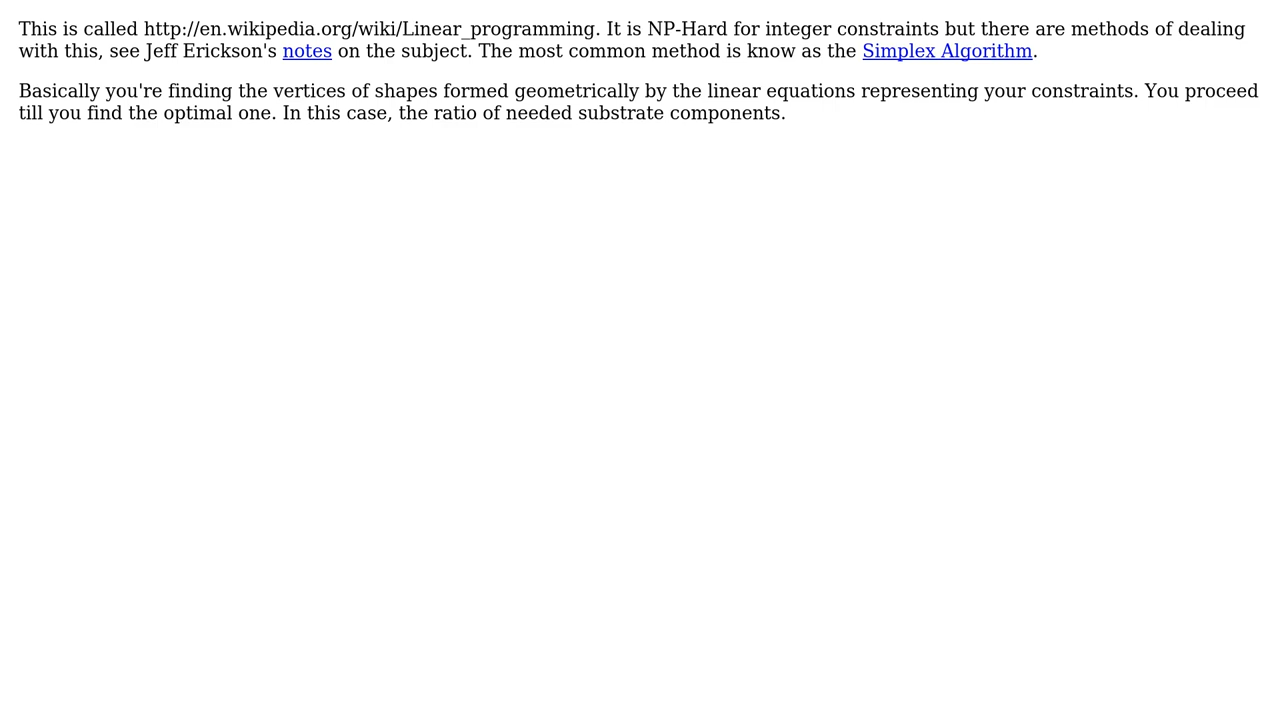 This is called http://en.wikipedia.org/wiki/Linear_programming. It is NP-Hard for integer constraints but there are methods of dealing
with this, see Jeff Erickson's notes on the subject. The most common method is know as the Simplex Algorithm.
Basically you're finding the vertices of shapes formed geometrically by the linear equations representing your constraints. You proceed
till you find the optimal one. In this case, the ratio of needed substrate components.